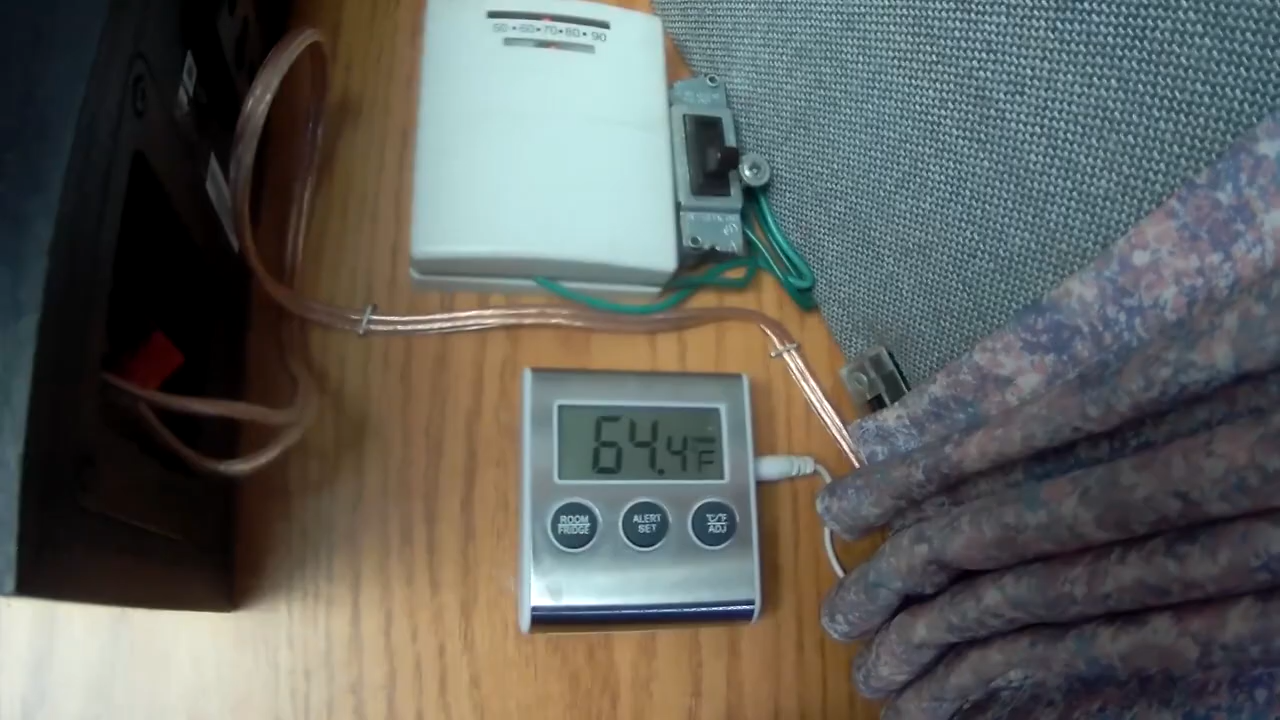 50•60•70•80•90
64.4°F
ROOM
FRIDGE
ALERT
SET
°C/°F
ADJ